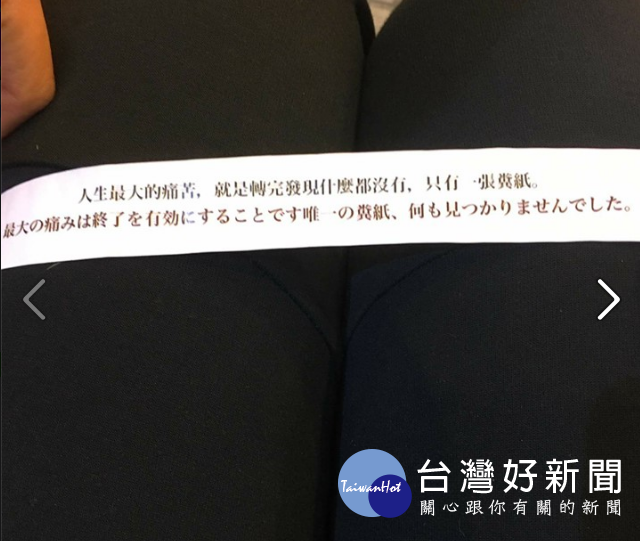 人生最大的痛苦，就是轉完發現什麼都沒有，只有一張糞紙。
最大の痛みは終了を有効にすることです唯一の糞紙、何も見つかりませんでした。
TaiwanHot
台灣好新聞
關心跟你有關的新聞